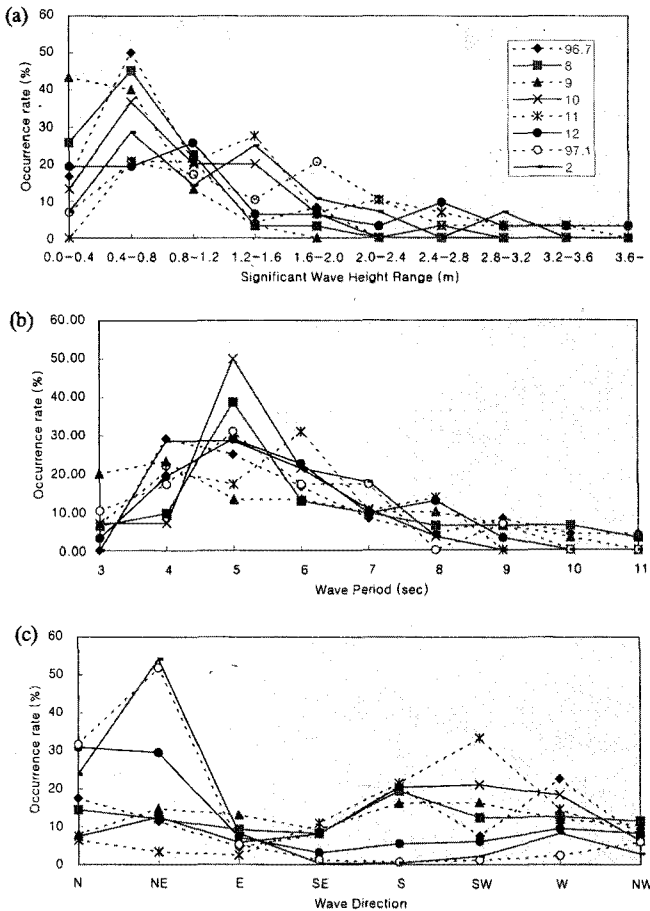 (a)
60
50
40
30
20
10
0
Occurrence rate (%)
0.0~0.4 0.4~0.8 0.8~1.2 1.2~1.6 1.6~2.0 2.0~2.4 2.4~2.8 2.8~3.2 3.2~3.6 3.6~
Significant Wave Height Range (m)
96.7
8
9
10
11
12
97.1
2
(b)
60.00
50.00
40.00
30.00
20.00
10.00
0.00
Occurrence rate (%)
3 4 5 6 7 8 9 10 11
Wave Period (sec)
(c)
60
50
40
30
20
10
0
Occurrence rate (%)
N NE E SE S SW W NW
Wave Direction